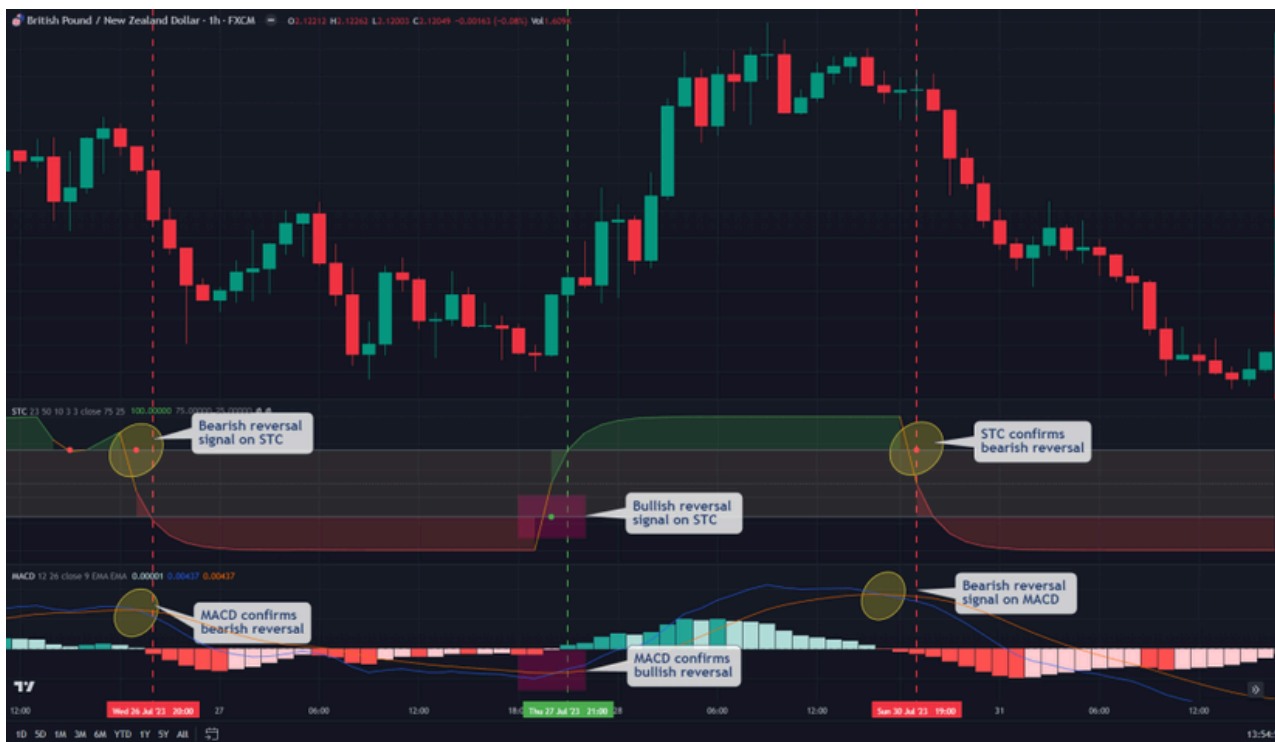 British Pound / New Zealand Dollar · 1h · FXCM O2.12212 H2.12262 L2.12003 C2.12049 −0.00163 (−0.08%) Vol
STC 23 50 10 3 3 close 75 25 100.00000 75.00000 25.00000
Bearish reversal
signal on STC
STC confirms
bearish reversal
Bullish reversal
signal on STC
MACD 12 26 close 9 EMA EMA 0.00001 0.00437 0.00437
Bearish reversal
signal on MACD
MACD confirms
bearish reversal
MACD confirms
bullish reversal
12:00 Wed 26 Jul '23 20:00 27 06:00 12:00 Thu 27 Jul '23 21:00 28 06:00 12:00 Sun 30 Jul '23 19:00 31 06:00 12:00
1D 5D 1M 3M 6M YTD 1Y 5Y All